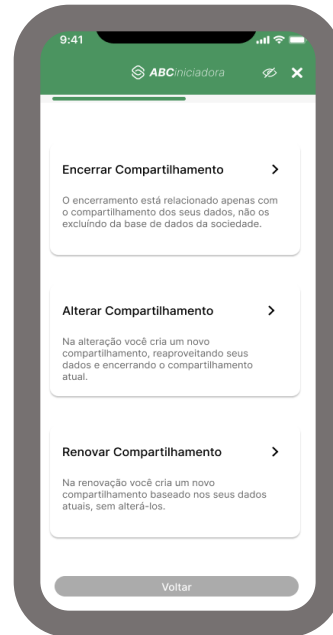 9:41
ABCiniciadora
Encerrar Compartilhamento
O encerramento está relacionado apenas com
o compartilhamento dos seus dados, não os
excluíndo da base de dados da sociedade.
Alterar Compartilhamento
Na alteração você cria um novo
compartilhamento, reaproveitando seus
dados e encerrando o compartilhamento
atual.
Renovar Compartilhamento
Na renovação você cria um novo
compartilhamento baseado nos seus dados
atuais, sem alterá-los.
Voltar